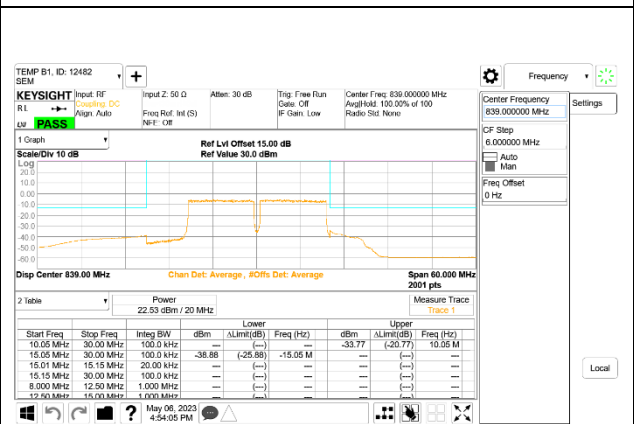 TEMP B1, ID: 12482
SEM
Frequency
KEYSIGHT Input: RF Input Z: 50 Ω Atten: 30 dB Trig: Free Run Center Freq: 839.000000 MHz
Coupling: DC Gate: Off Avg|Hold: 100.00% of 100
RL Align: Auto Freq Ref: Int (S) IF Gain: Low Radio Std: None
NFE: Off
PASS
Center Frequency
839.000000 MHz
Settings
CF Step
6.000000 MHz
Auto
Man
Freq Offset
0 Hz
1 Graph
Ref Lvl Offset 15.00 dB
Scale/Div 10 dB Ref Value 30.0 dBm
Log
20.0
10.0
0.00
-10.0
-20.0
-30.0
-40.0
-50.0
-60.0
Disp Center 839.00 MHz Chan Det: Average , #Offs Det: Average Span 60.000 MHz
2001 pts
2 Table Power Measure Trace
22.53 dBm / 20 MHz Trace 1
Lower Upper
Start Freq Stop Freq Integ BW dBm ΔLimit(dB) Freq (Hz) dBm ΔLimit(dB) Freq (Hz)
10.05 MHz 30.00 MHz 100.0 kHz --- (---) --- -33.77 (-20.77) 10.05 M
15.05 MHz 30.00 MHz 100.0 kHz -38.88 (-25.88) -15.05 M --- (---) ---
15.01 MHz 15.15 MHz 20.00 kHz --- (---) --- --- (---) ---
15.15 MHz 30.00 MHz 100.0 kHz --- (---) --- --- (---) ---
8.000 MHz 12.50 MHz 1.000 MHz --- (---) --- --- (---) ---
12.50 MHz 15.00 MHz 1.000 MHz --- (---) --- --- (---) ---
Local
May 06, 2023
4:54:05 PM